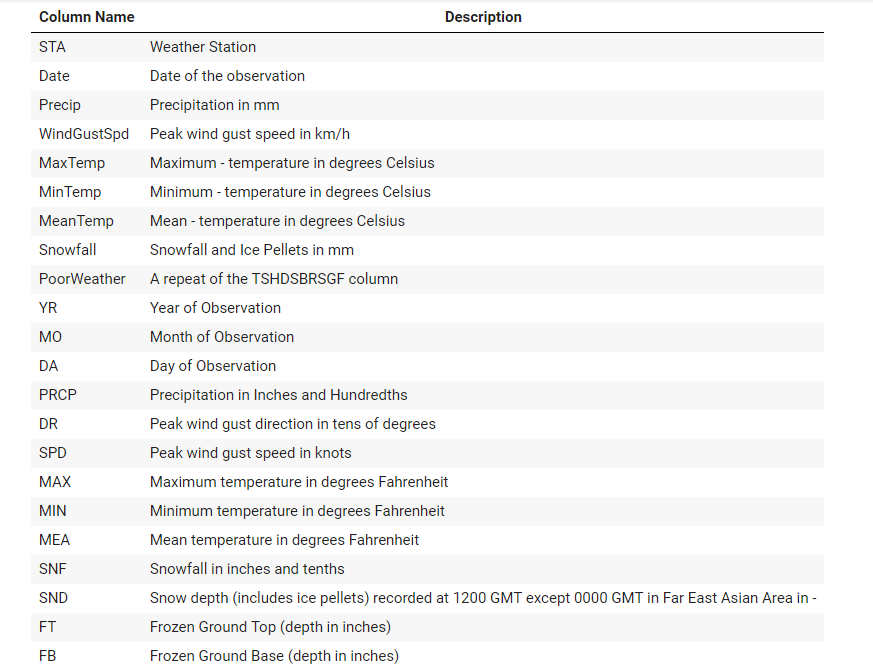 Column Name Description
STA Weather Station
Date Date of the observation
Precip Precipitation in mm
WindGustSpd Peak wind gust speed in km/h
MaxTemp Maximum - temperature in degrees Celsius
MinTemp Minimum - temperature in degrees Celsius
MeanTemp Mean - temperature in degrees Celsius
Snowfall Snowfall and Ice Pellets in mm
PoorWeather A repeat of the TSHDSBRSGF column
YR Year of Observation
MO Month of Observation
DA Day of Observation
PRCP Precipitation in Inches and Hundredths
DR Peak wind gust direction in tens of degrees
SPD Peak wind gust speed in knots
MAX Maximum temperature in degrees Fahrenheit
MIN Minimum temperature in degrees Fahrenheit
MEA Mean temperature in degrees Fahrenheit
SNF Snowfall in inches and tenths
SND Snow depth (includes ice pellets) recorded at 1200 GMT except 0000 GMT in Far East Asian Area in -
FT Frozen Ground Top (depth in inches)
FB Frozen Ground Base (depth in inches)